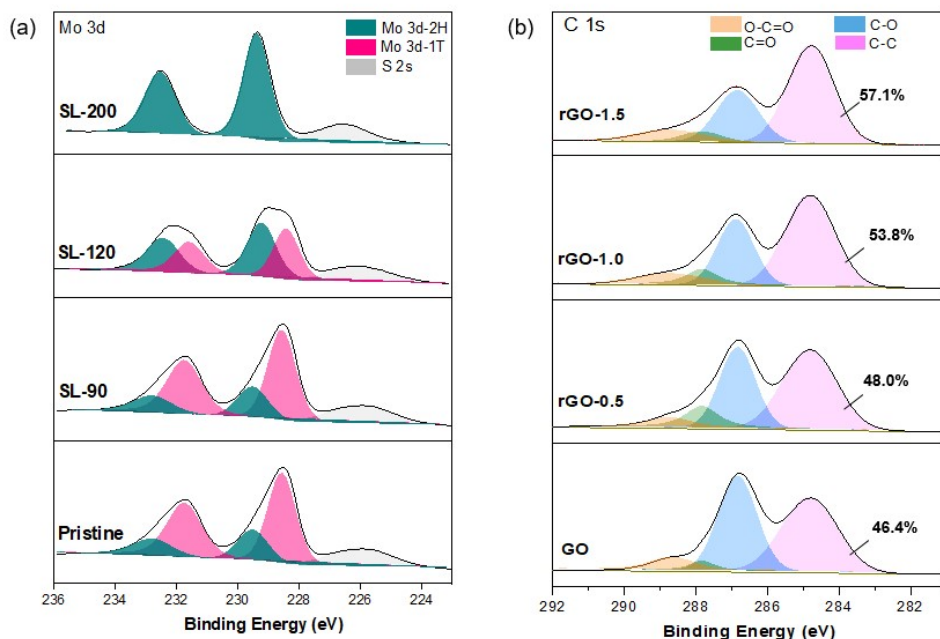 (a)
Mo 3d
Mo 3d-2H
Mo 3d-1T
S 2s
SL-200
SL-120
SL-90
Pristine
236 234 232 230 228 226 224
Binding Energy (eV)
(b)
C 1s
O-C=O
C-O
C=O
C-C
57.1%
rGO-1.5
53.8%
rGO-1.0
48.0%
rGO-0.5
46.4%
GO
292 290 288 286 284 282
Binding Energy (eV)